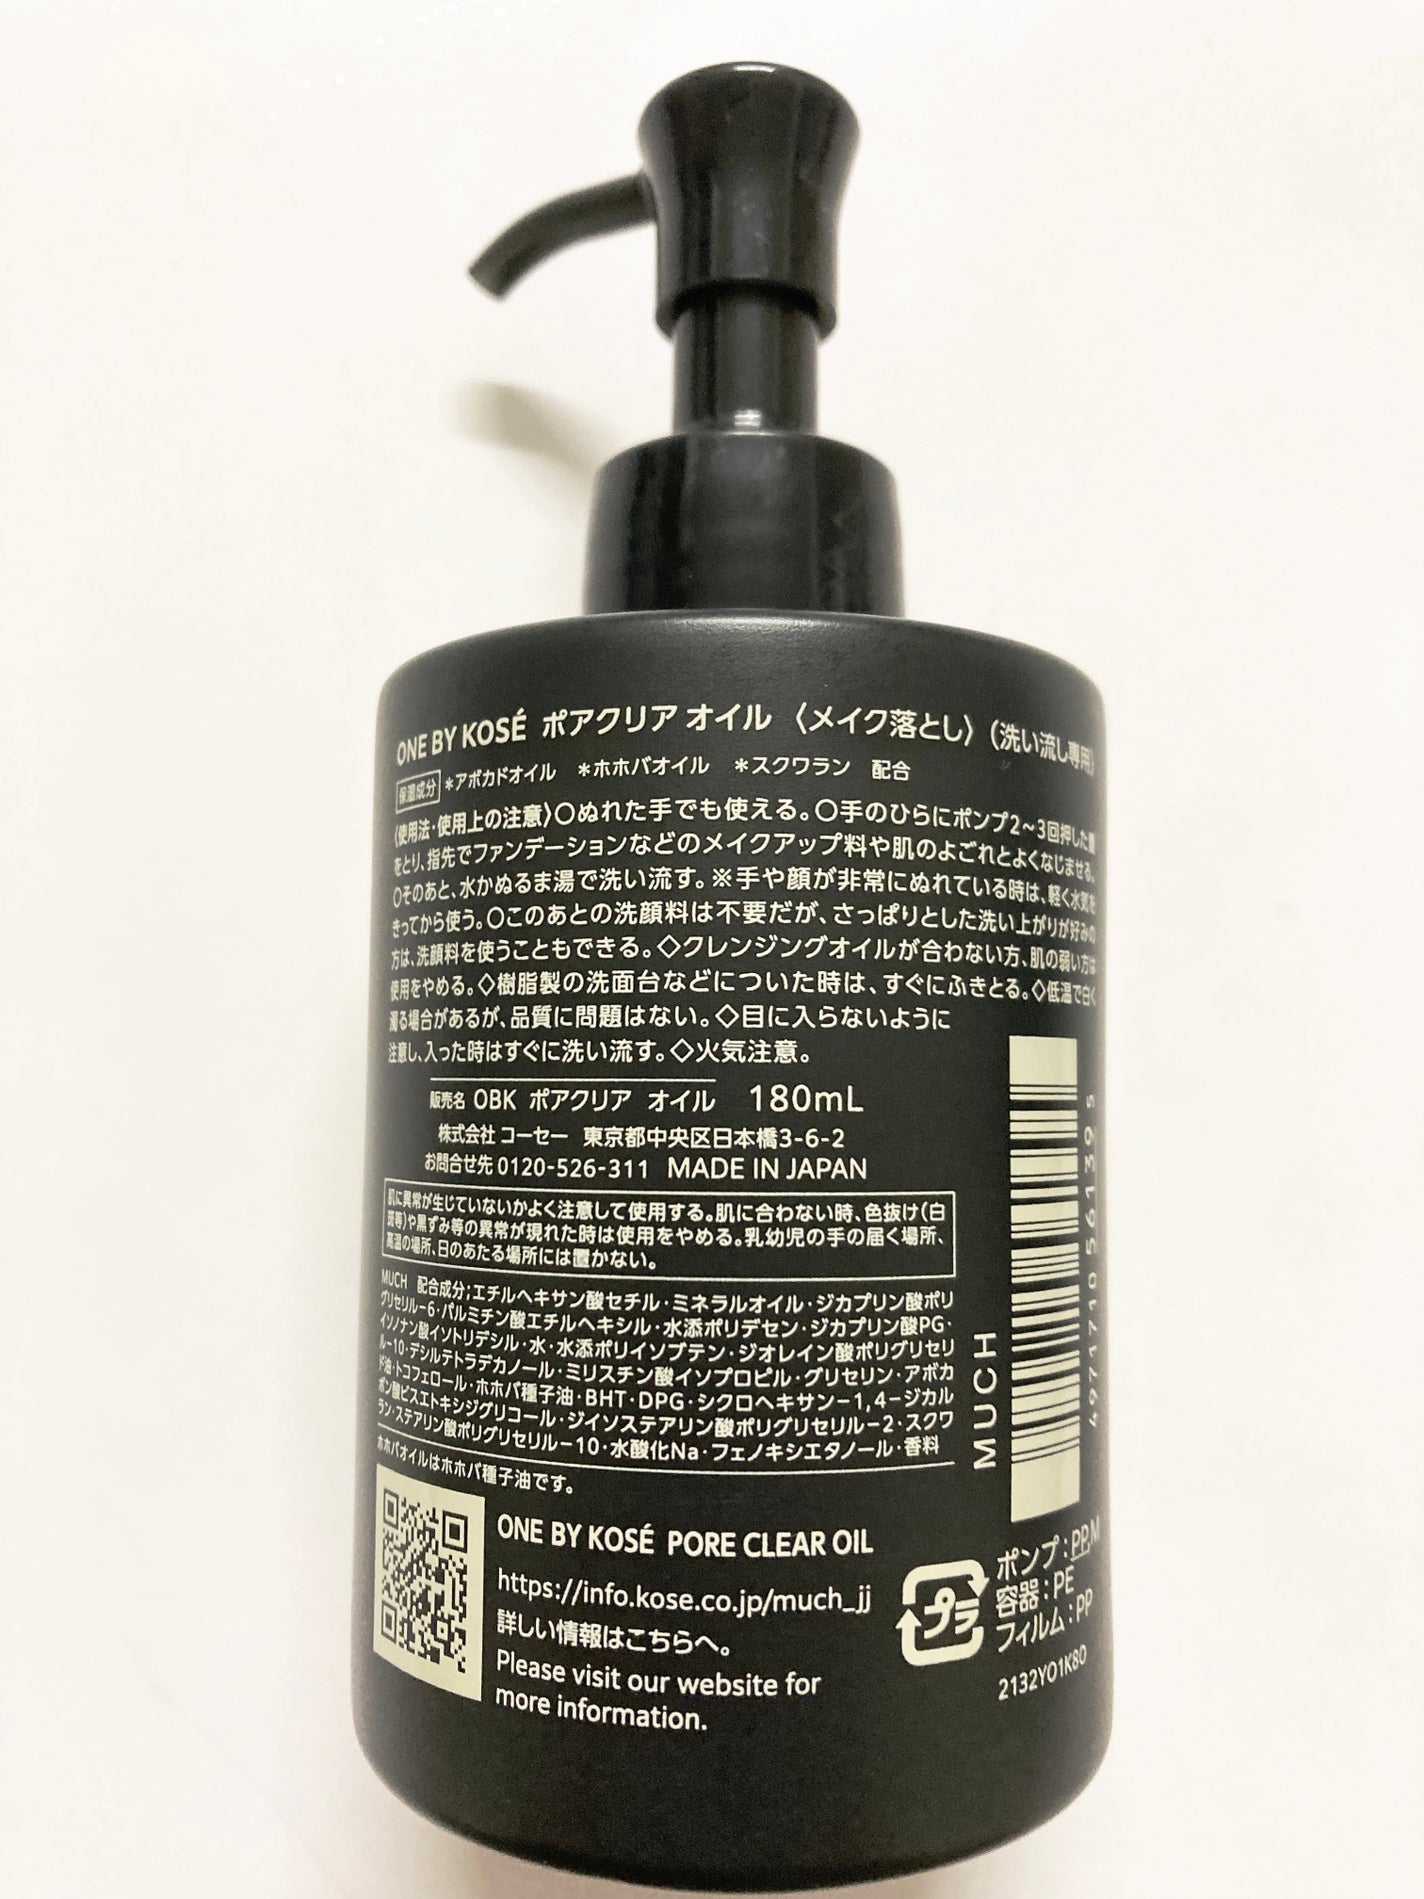 ONE BY KOSÉ ポアクリア オイル 〈メイク落とし〉（洗い流し専用）
保湿成分 *アボカドオイル *ホホバオイル *スクワラン 配合
〈使用法・使用上の注意〉〇ぬれた手でも使える。〇手のひらにポンプ2～3回押した量
をとり、指先でファンデーションなどのメイクアップ料や肌のよごれとよくなじませる。
〇そのあと、水かぬるま湯で洗い流す。※手や顔が非常にぬれている時は、軽く水気を
きってから使う。〇このあとの洗顔料は不要だが、さっぱりとした洗い上がりが好みの
方は、洗顔料を使うこともできる。◇クレンジングオイルが合わない方、肌の弱い方は
使用をやめる。◇樹脂製の洗面台などについた時は、すぐにふきとる。◇低温で白く
濁る場合があるが、品質に問題はない。◇目に入らないように
注意し、入った時はすぐに洗い流す。◇火気注意。
販売名 OBK ポアクリア オイル 180mL
株式会社 コーセー 東京都中央区日本橋3-6-2
お問合せ先 0120-526-311 MADE IN JAPAN
肌に異常が生じていないかよく注意して使用する。肌に合わない時、色抜け（白
斑等）や黒ずみ等の異常が現れた時は使用をやめる。乳幼児の手の届く場所、
高温の場所、日のあたる場所には置かない。
MUCH 配合成分；エチルヘキサン酸セチル・ミネラルオイル・ジカプリン酸ポリ
グリセリル－6・パルミチン酸エチルヘキシル・水添ポリデセン・ジカプリン酸PG・
イソノナン酸イソトリデシル・水・水添ポリイソブテン・ジオレイン酸ポリグリセリ
ル－10・デシルテトラデカノール・ミリスチン酸イソプロピル・グリセリン・アボカ
ド油・トコフェロール・ホホバ種子油・BHT・DPG・シクロヘキサン－1,4－ジカル
ボン酸ビスエトキシジグリコール・ジイソステアリン酸ポリグリセリル－2・スクワ
ラン・ステアリン酸ポリグリセリル－10・水酸化Na・フェノキシエタノール・香料
ホホバオイルはホホバ種子油です。
MUCH
4971710561395
ONE BY KOSÉ PORE CLEAR OIL
https://info.kose.co.jp/much_jj
詳しい情報はこちらへ。
Please visit our website for
more information.
プラ
ポンプ：PP,M
容器：PE
フィルム：PP
2132YO1K80